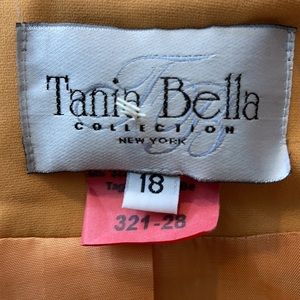 Tania Bella
COLLECTION
NEW YORK
18
321-28